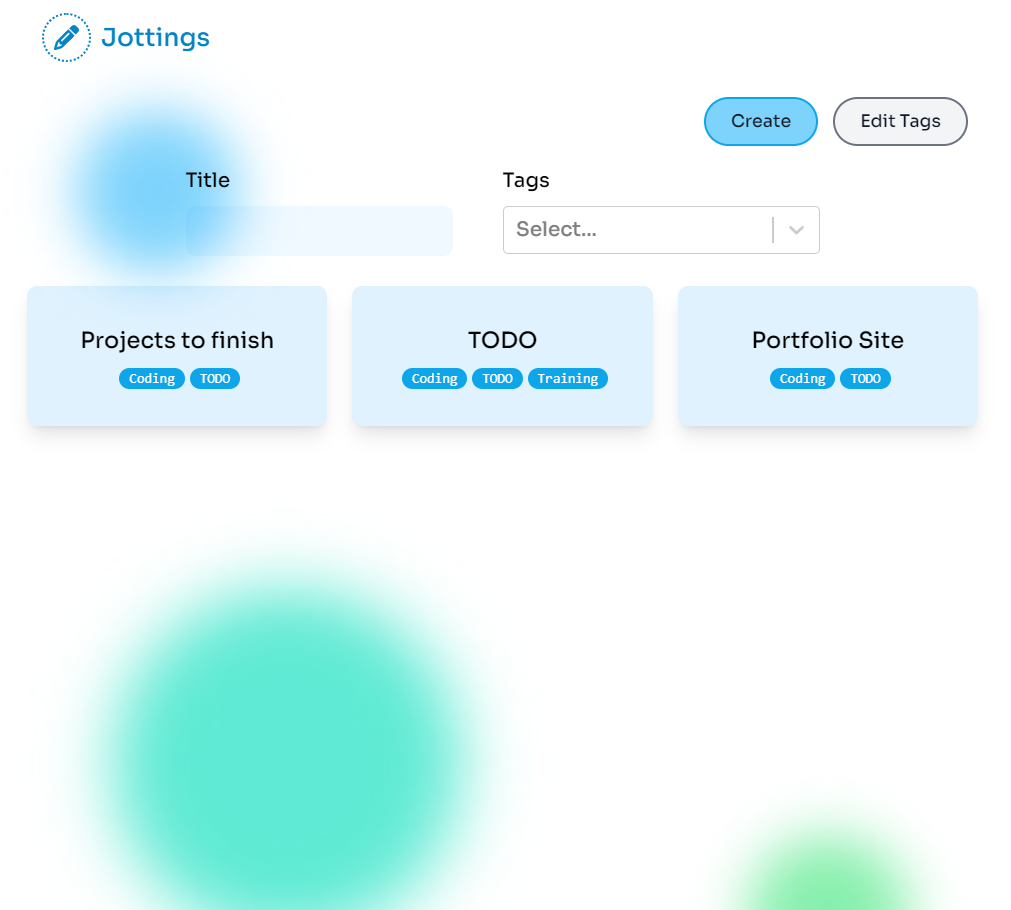 Jottings
Create Edit Tags
Title Tags
Select...
Projects to finish TODO Portfolio Site
Coding TODO Coding TODO Training Coding TODO